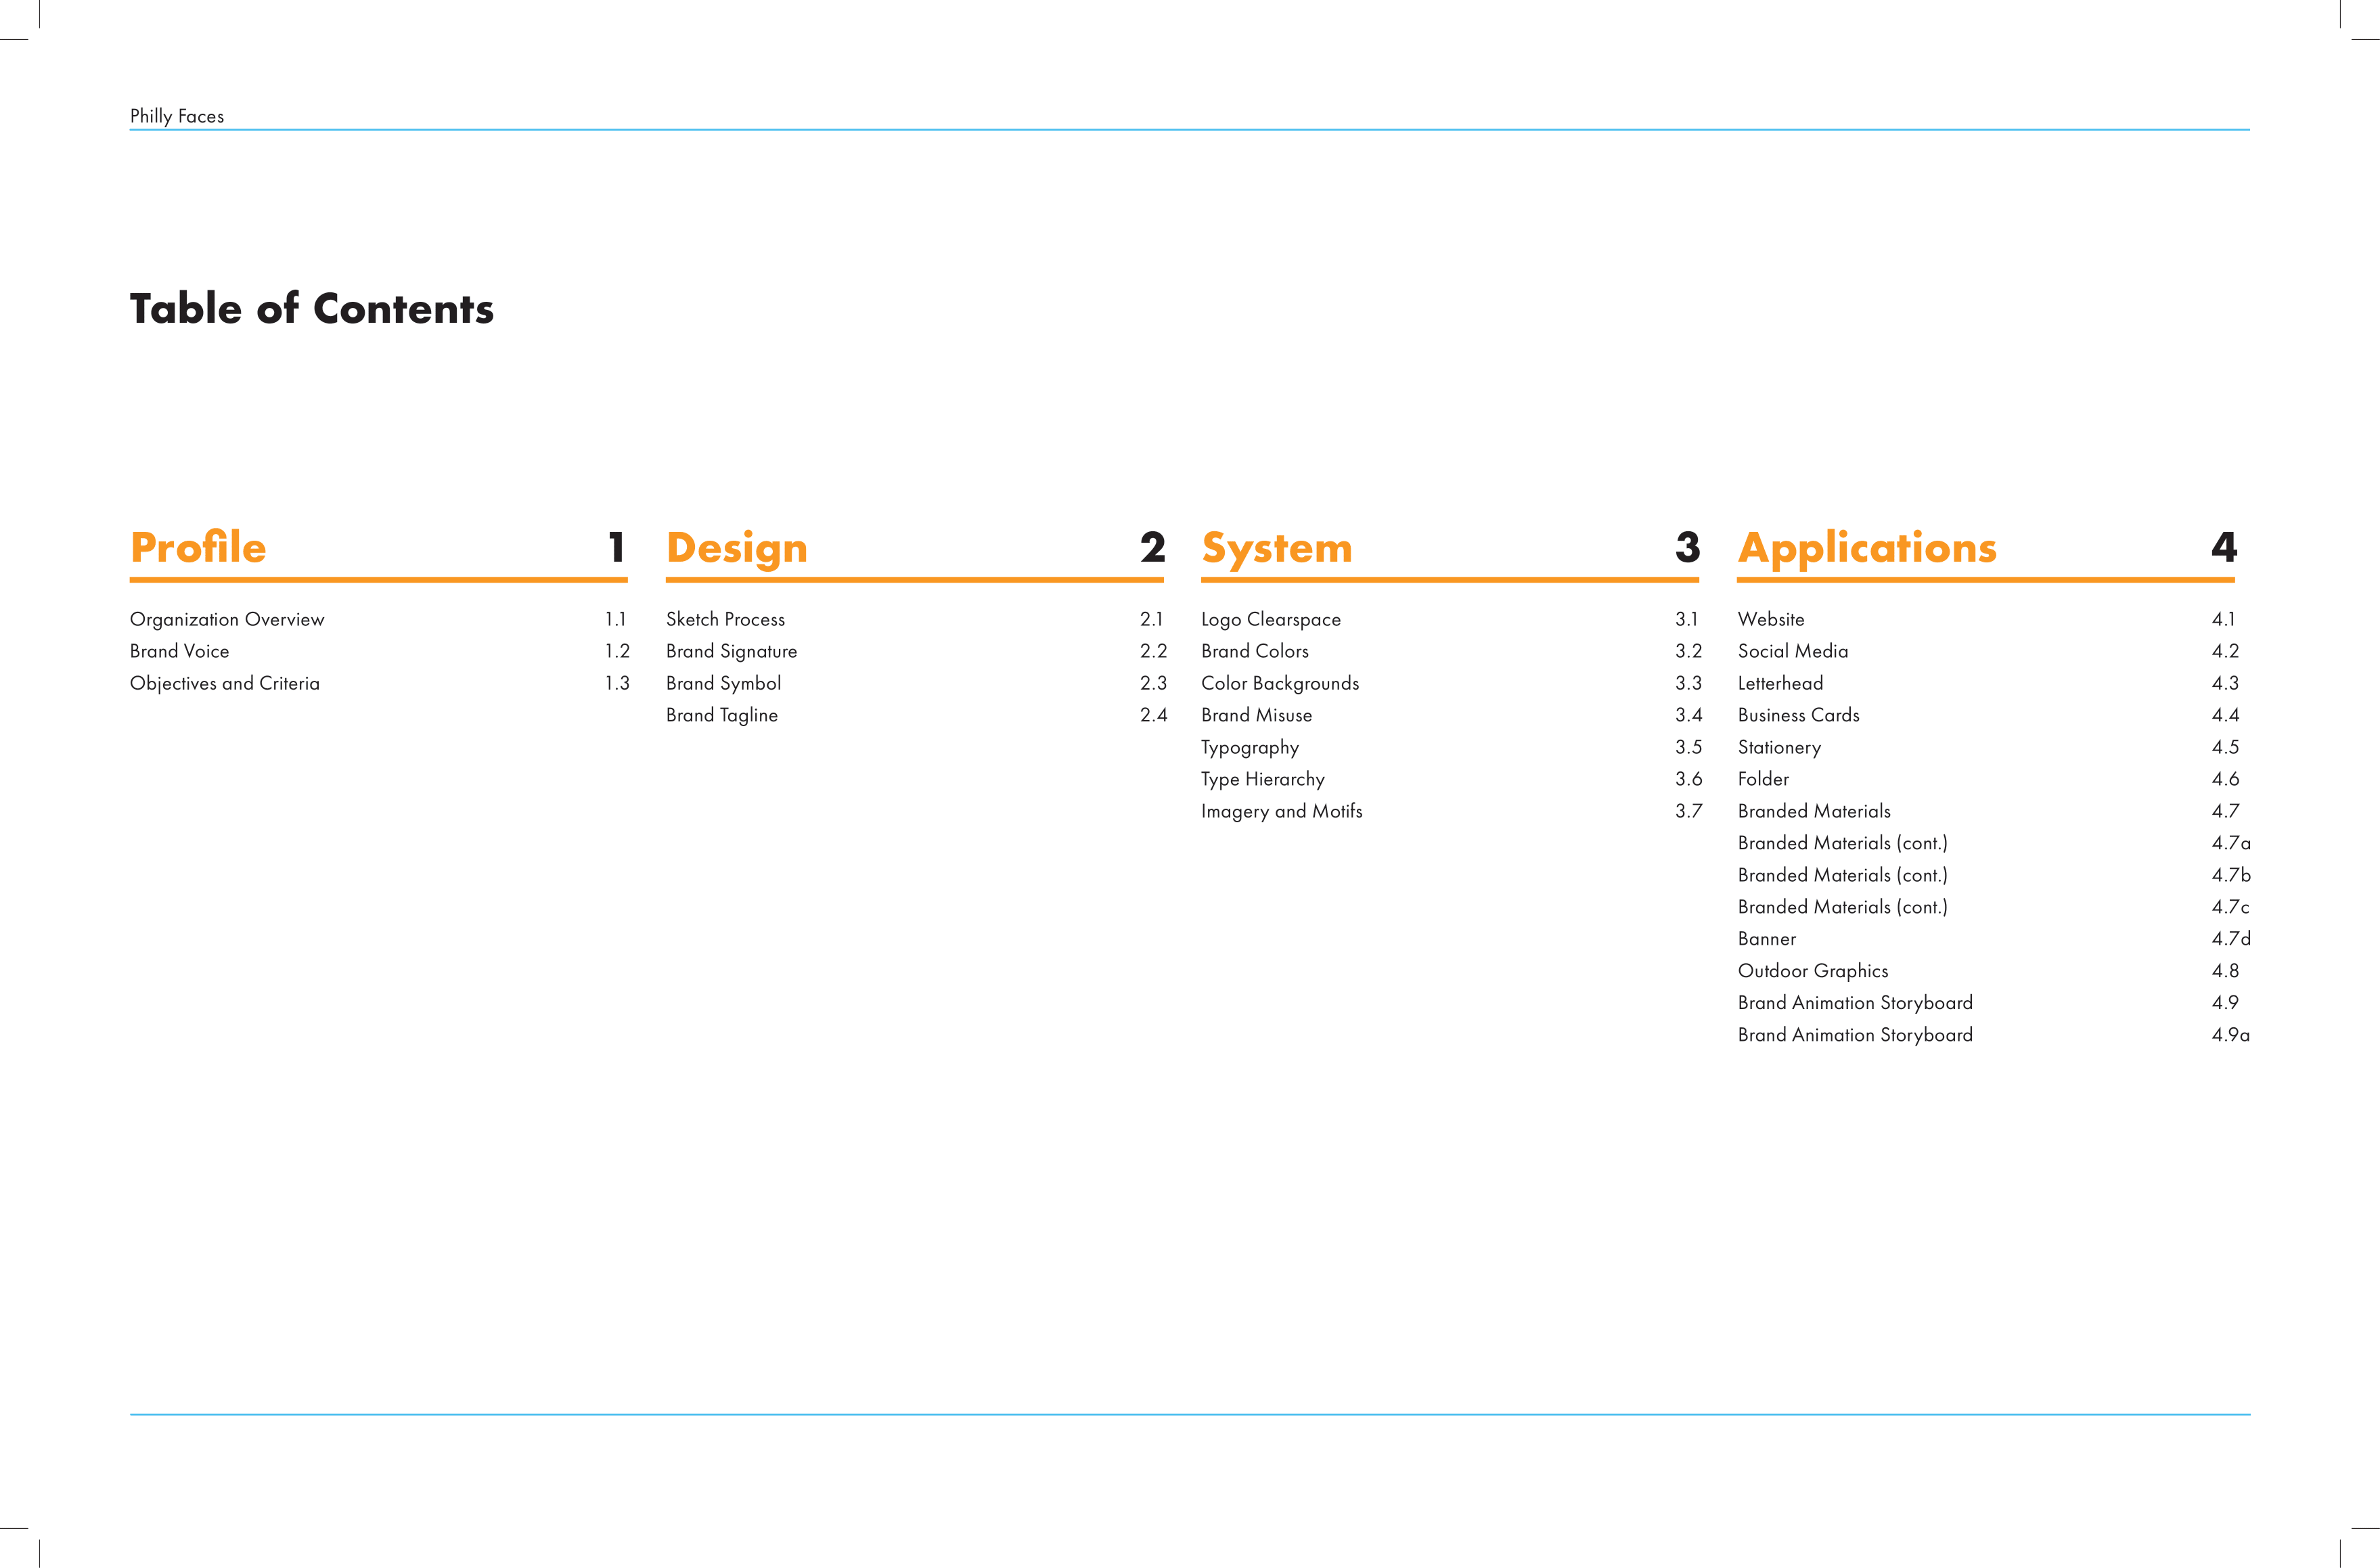 Philly Faces
Table of Contents
Profile 1
Organization Overview 1.1
Brand Voice 1.2
Objectives and Criteria 1.3
Design 2
Sketch Process 2.1
Brand Signature 2.2
Brand Symbol 2.3
Brand Tagline 2.4
System 3
Logo Clearspace 3.1
Brand Colors 3.2
Color Backgrounds 3.3
Brand Misuse 3.4
Typography 3.5
Type Hierarchy 3.6
Imagery and Motifs 3.7
Applications 4
Website 4.1
Social Media 4.2
Letterhead 4.3
Business Cards 4.4
Stationery 4.5
Folder 4.6
Branded Materials 4.7
Branded Materials (cont.) 4.7a
Branded Materials (cont.) 4.7b
Branded Materials (cont.) 4.7c
Banner 4.7d
Outdoor Graphics 4.8
Brand Animation Storyboard 4.9
Brand Animation Storyboard 4.9a